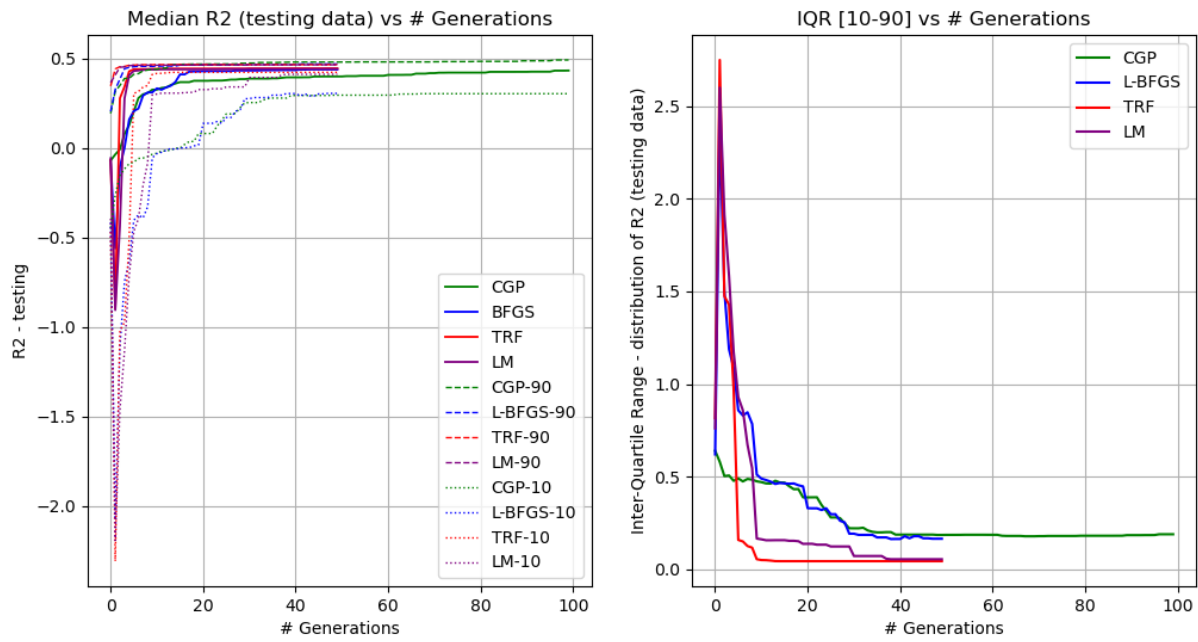 Median R2 (testing data) vs # Generations
R2 - testing
0.5
0.0
−0.5
−1.0
−1.5
−2.0
0
20
40
60
80
100
# Generations
CGP
BFGS
TRF
LM
CGP-90
L-BFGS-90
TRF-90
LM-90
CGP-10
L-BFGS-10
TRF-10
LM-10
IQR [10-90] vs # Generations
Inter-Quartile Range - distribution of R2 (testing data)
2.5
2.0
1.5
1.0
0.5
0.0
0
20
40
60
80
100
# Generations
CGP
L-BFGS
TRF
LM